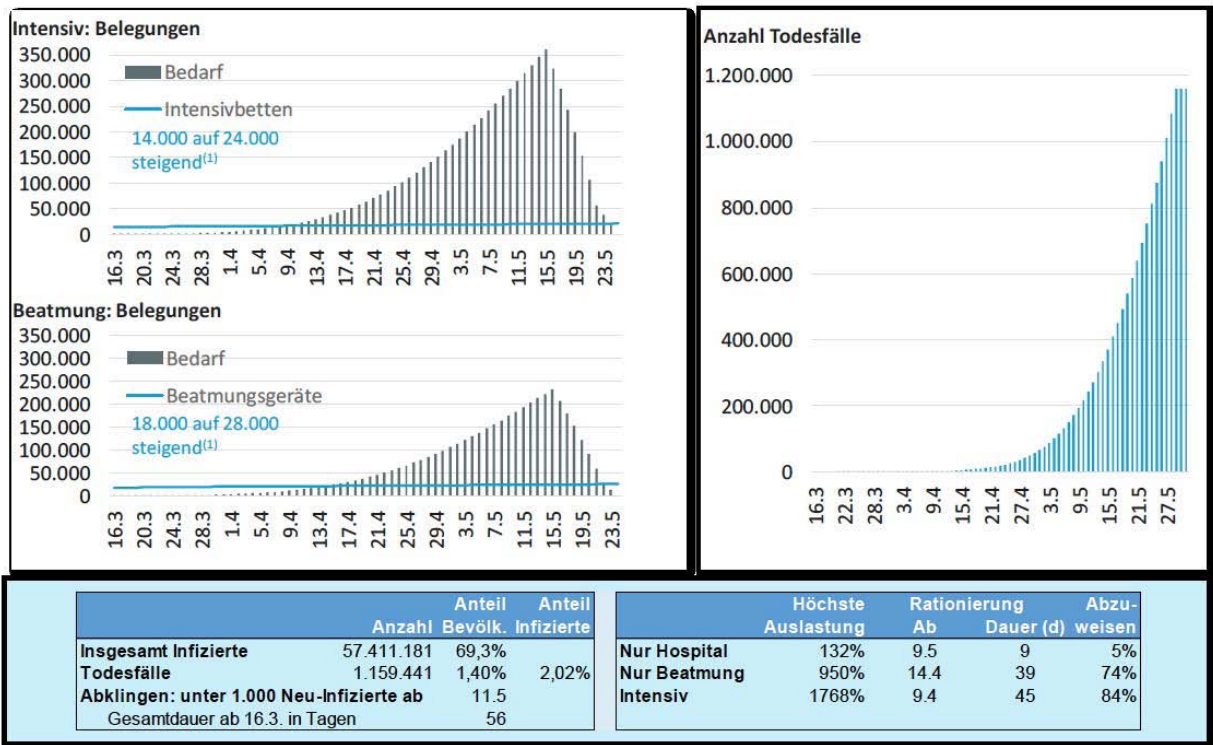 Intensiv: Belegungen
350.000
300.000
250.000
200.000
150.000
100.000
50.000
0
Bedarf
Intensivbetten
14.000 auf 24.000
steigend(1)
16.3 20.3 24.3 28.3 1.4 5.4 9.4 13.4 17.4 21.4 25.4 29.4 3.5 7.5 11.5 15.5 19.5 23.5
Beatmung: Belegungen
350.000
300.000
250.000
200.000
150.000
100.000
50.000
0
Bedarf
Beatmungsgeräte
18.000 auf 28.000
steigend(1)
16.3 20.3 24.3 28.3 1.4 5.4 9.4 13.4 17.4 21.4 25.4 29.4 3.5 7.5 11.5 15.5 19.5 23.5
Anzahl Todesfälle
1.200.000
1.000.000
800.000
600.000
400.000
200.000
0
16.3 22.3 28.3 3.4 9.4 15.4 21.4 27.4 3.5 9.5 15.5 21.5 27.5
Anteil Anteil
Anzahl Bevölk. Infizierte
Insgesamt Infizierte 57.411.181 69,3%
Todesfälle 1.159.441 1,40% 2,02%
Abklingen: unter 1.000 Neu-Infizierte ab 11.5
Gesamtdauer ab 16.3. in Tagen 56
Höchste Rationierung Abzu-
Auslastung Ab Dauer (d) weisen
Nur Hospital 132% 9.5 9 5%
Nur Beatmung 950% 14.4 39 74%
Intensiv 1768% 9.4 45 84%